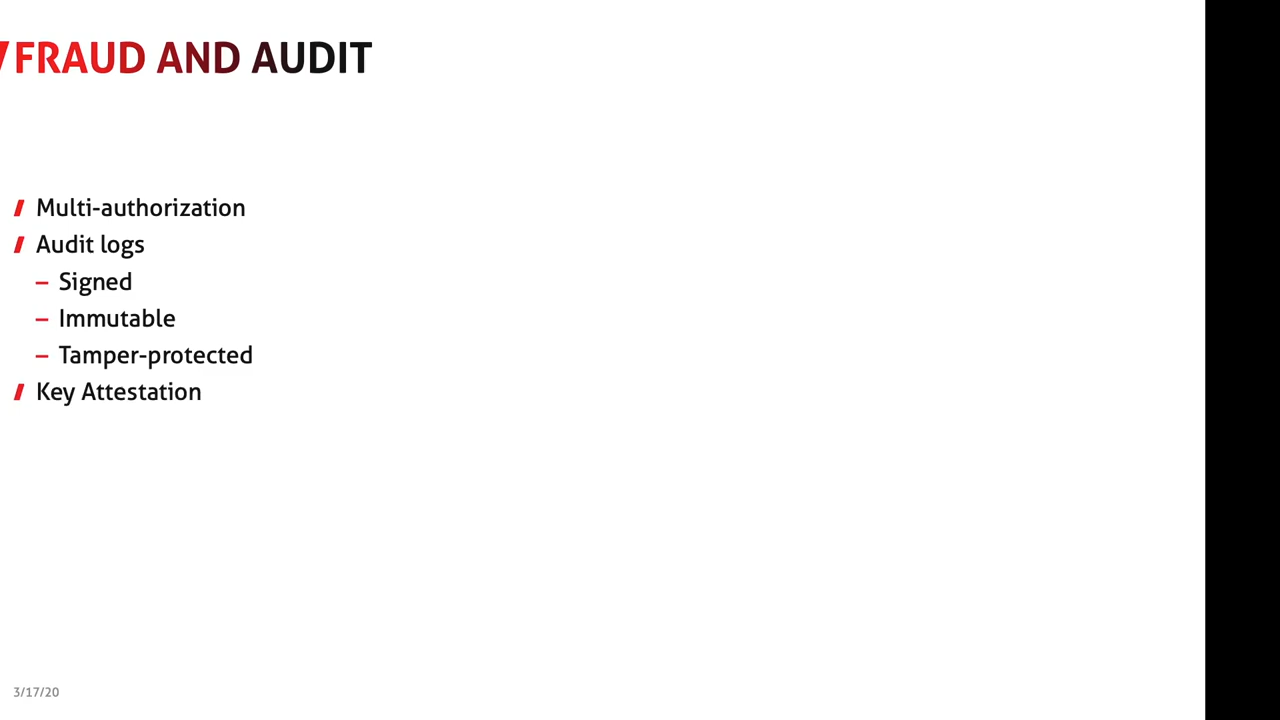 FRAUD AND AUDIT
Multi-authorization
Audit logs
– Signed
– Immutable
– Tamper-protected
Key Attestation
3/17/20